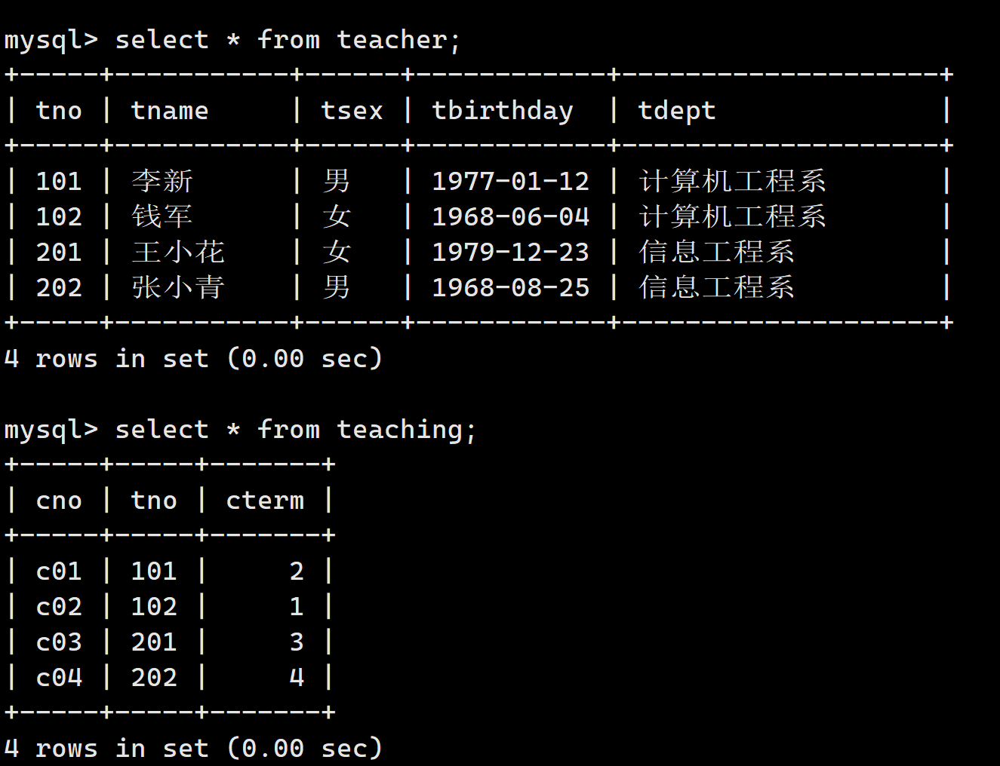 mysql> select * from teacher;
+-----+-----------+------+------------+--------------------+
| tno | tname     | tsex | tbirthday  | tdept              |
+-----+-----------+------+------------+--------------------+
| 101 | 李新      | 男   | 1977-01-12 | 计算机工程系       |
| 102 | 钱军      | 女   | 1968-06-04 | 计算机工程系       |
| 201 | 王小花    | 女   | 1979-12-23 | 信息工程系         |
| 202 | 张小青    | 男   | 1968-08-25 | 信息工程系         |
+-----+-----------+------+------------+--------------------+
4 rows in set (0.00 sec)
mysql> select * from teaching;
+-----+-----+-------+
| cno | tno | cterm |
+-----+-----+-------+
| c01 | 101 |     2 |
| c02 | 102 |     1 |
| c03 | 201 |     3 |
| c04 | 202 |     4 |
+-----+-----+-------+
4 rows in set (0.00 sec)